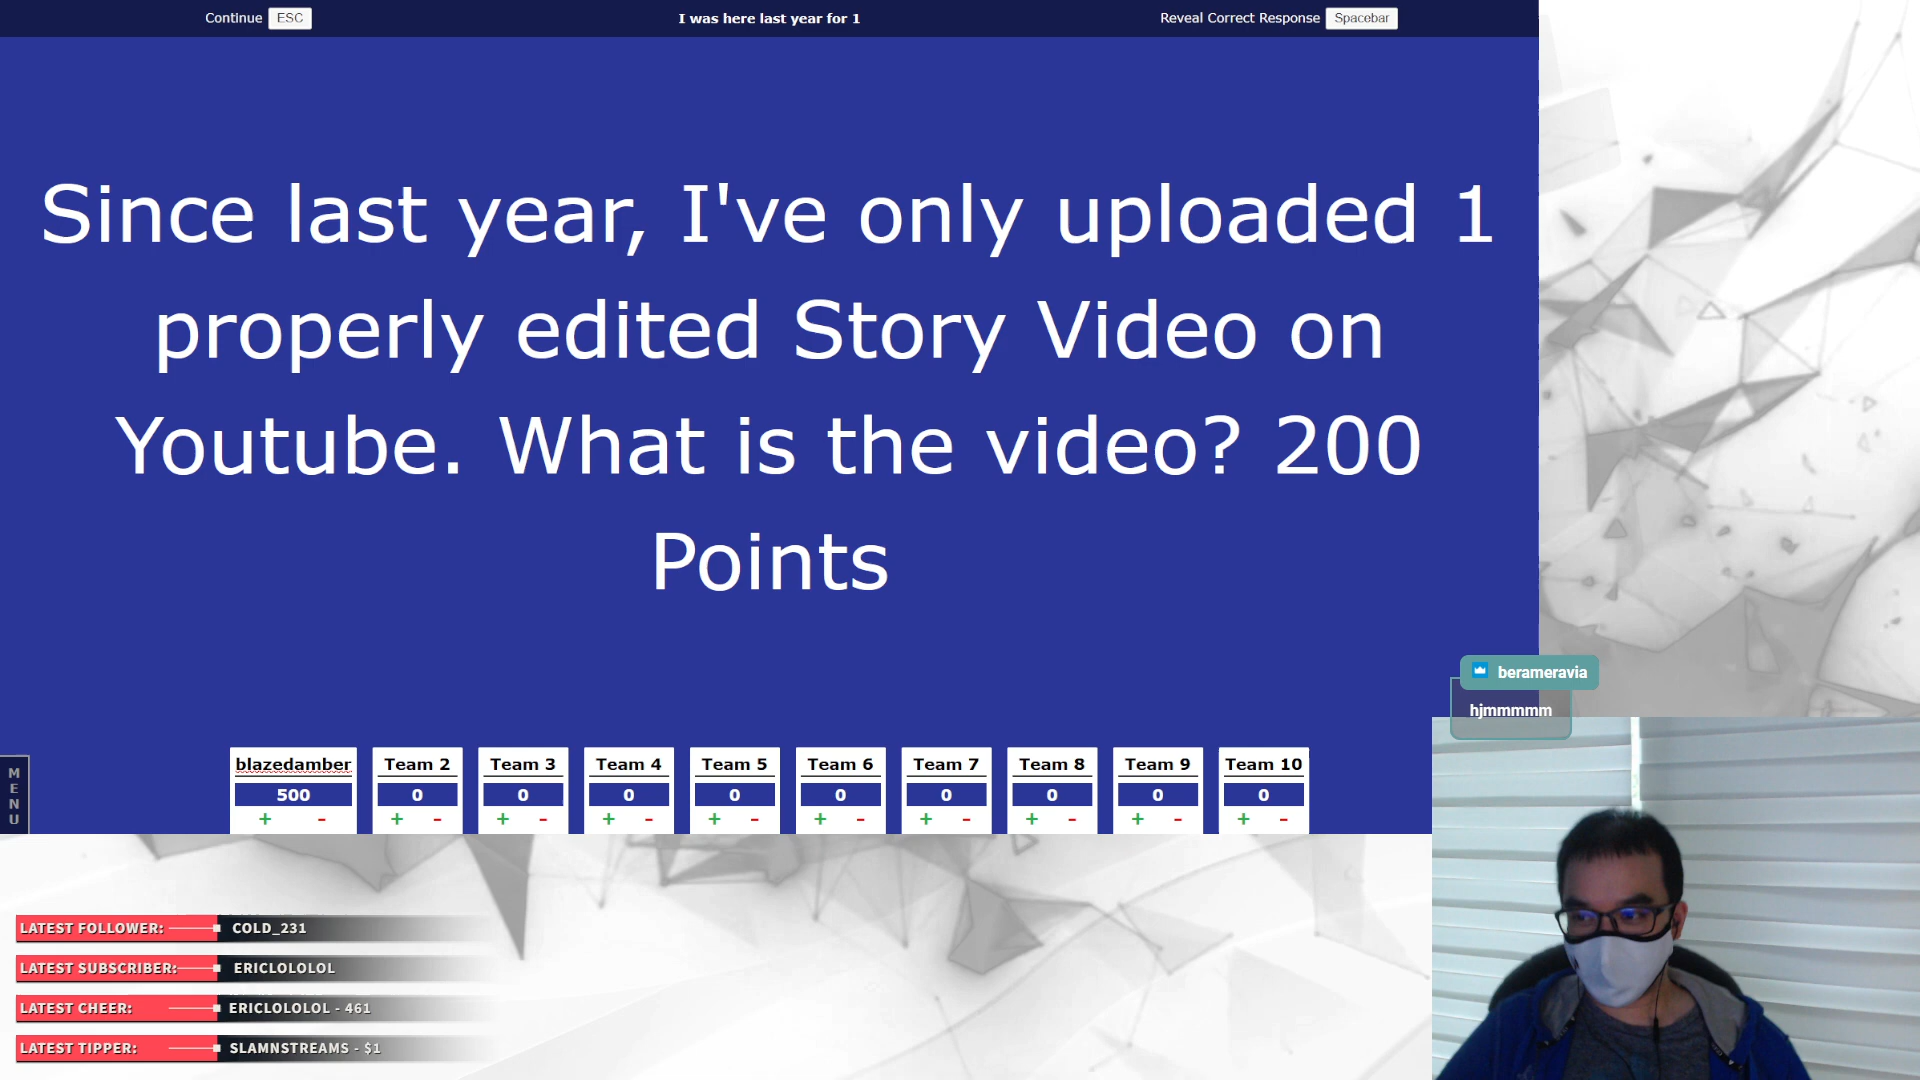 Continue ESC
I was here last year for 1
Reveal Correct Response Spacebar
Since last year, I've only uploaded 1
properly edited Story Video on
Youtube. What is the video? 200
Points
berameravia
hjmmmmm
MENU
blazedamber Team 2 Team 3 Team 4 Team 5 Team 6 Team 7 Team 8 Team 9 Team 10
500 0 0 0 0 0 0 0 0 0
+ - + - + - + - + - + - + - + - + - + -
LATEST FOLLOWER: COLD_231
LATEST SUBSCRIBER: ERICLOLOLOL
LATEST CHEER: ERICLOLOLOL - 461
LATEST TIPPER: SLAMNSTREAMS - $1